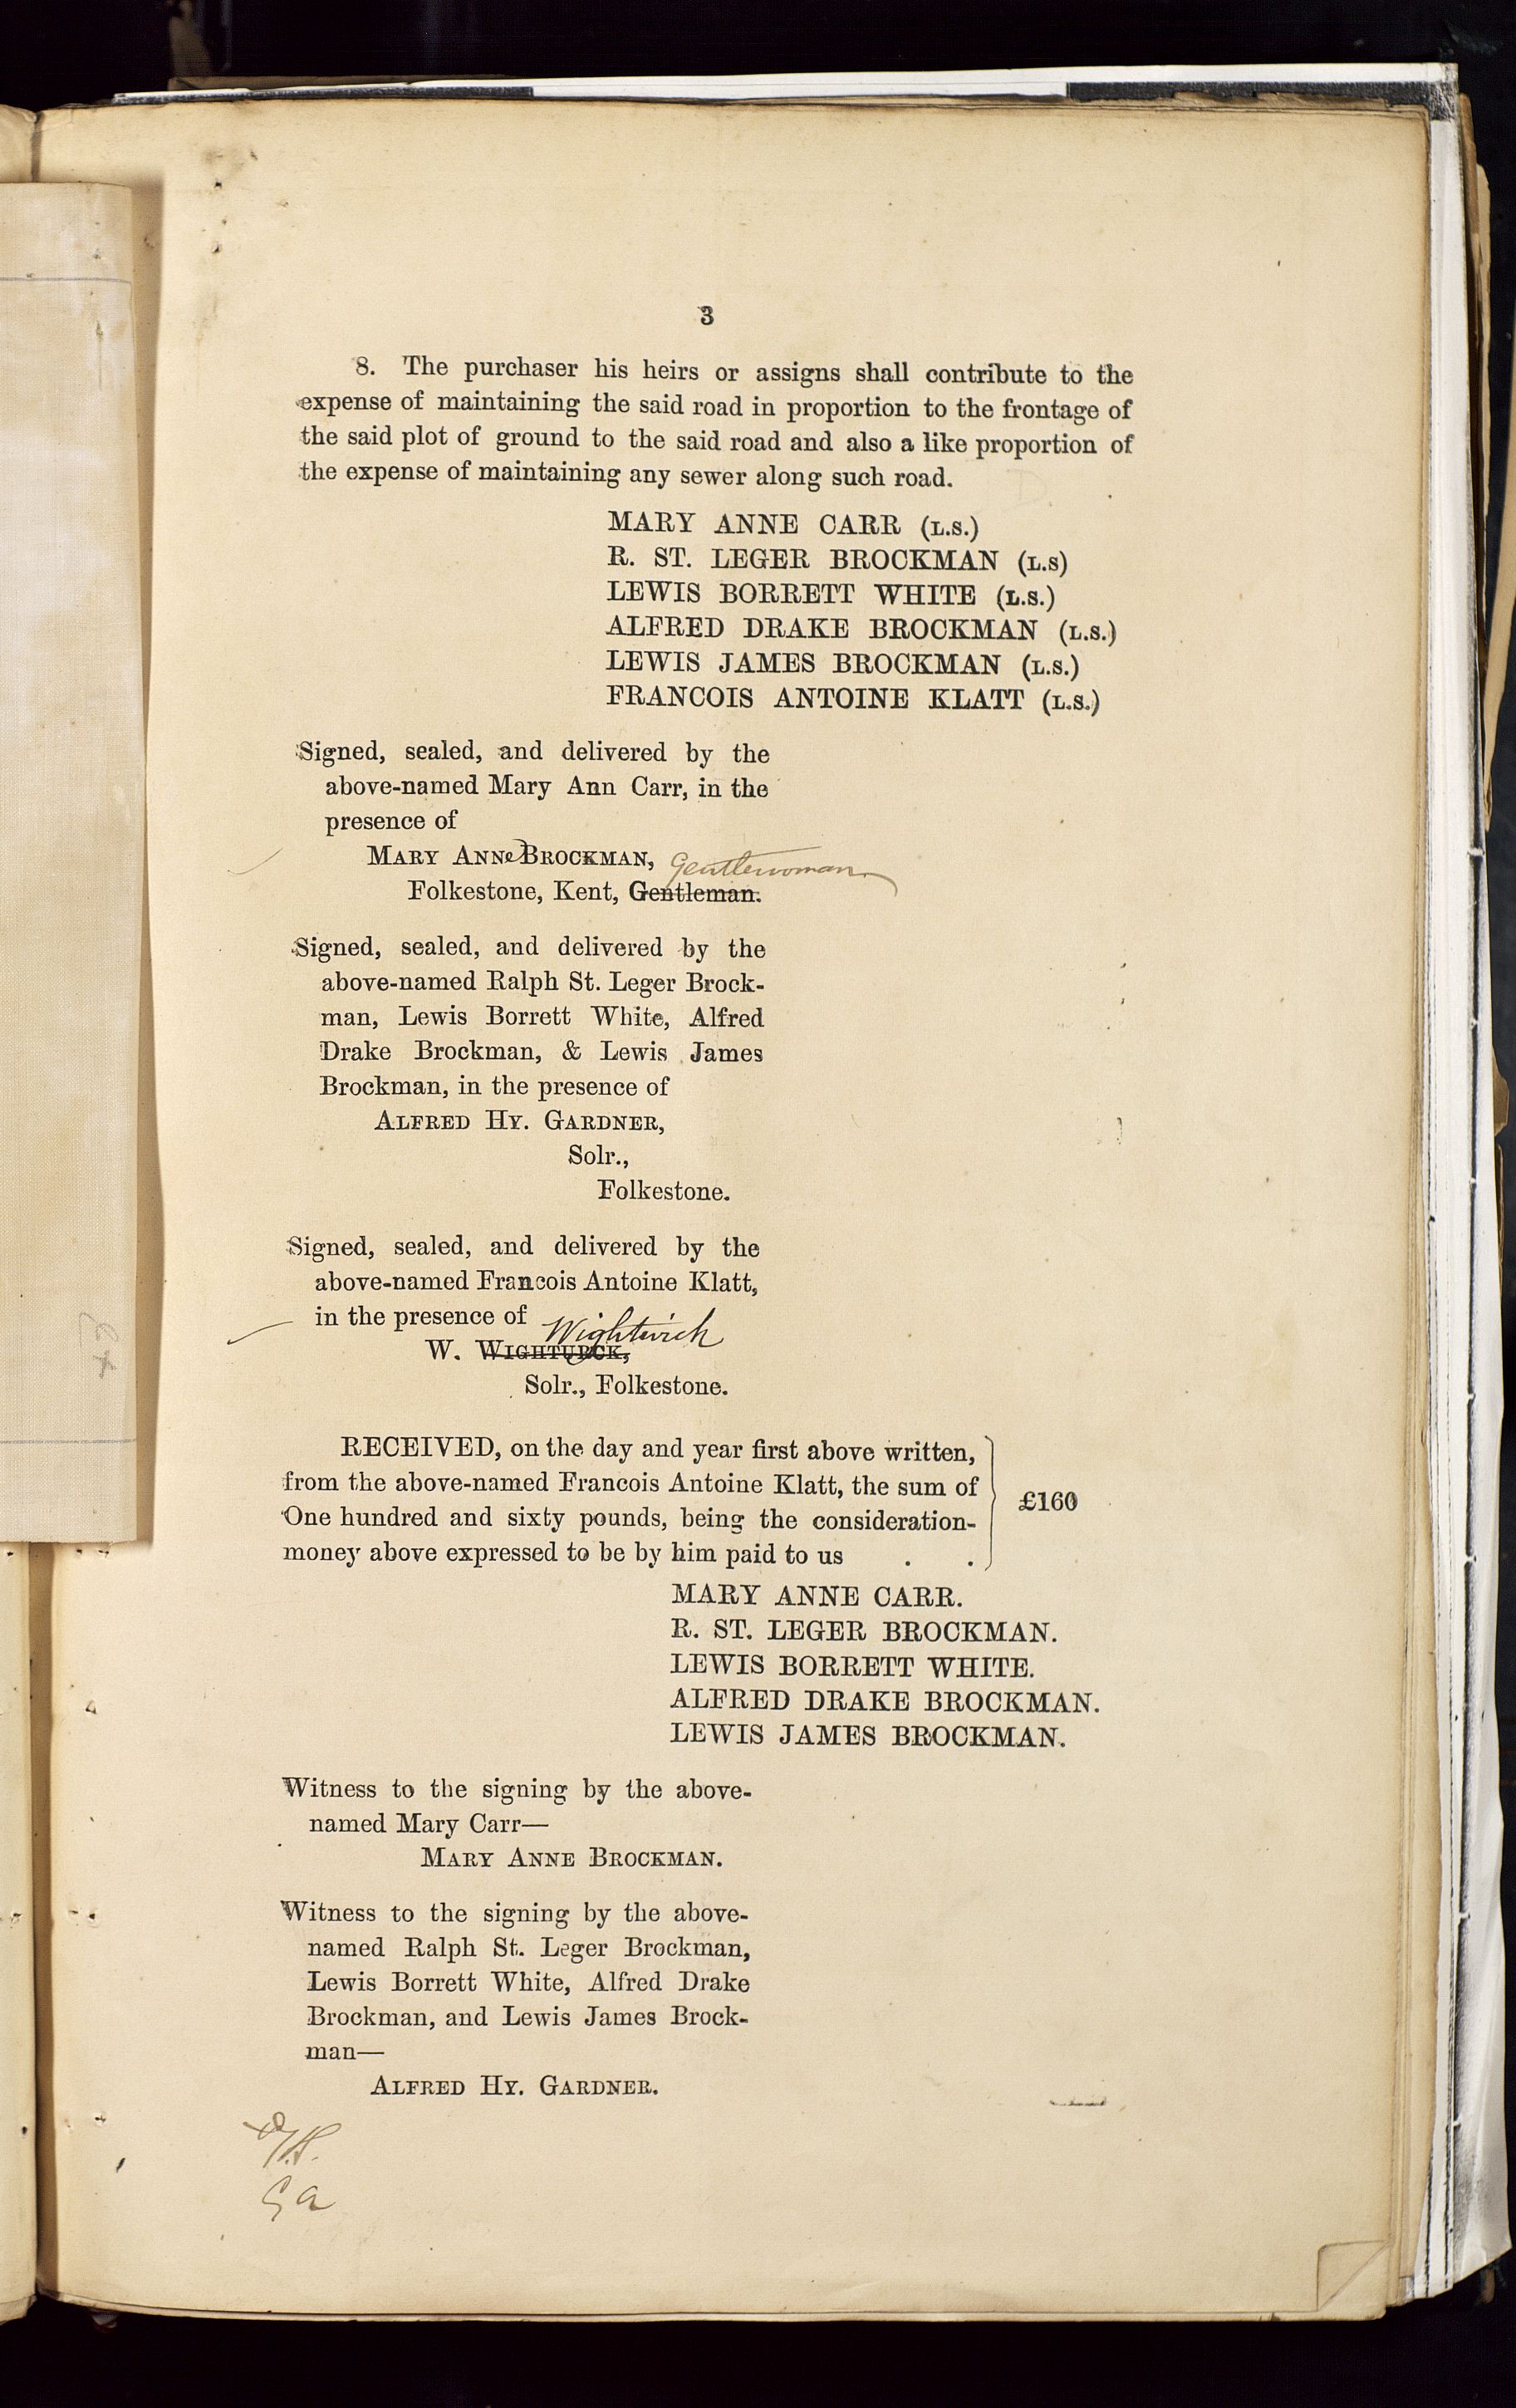 3
8. The purchaser his heirs or assigns shall contribute to the
expense of maintaining the said road in proportion to the frontage of
the said plot of ground to the said road and also a like proportion of
the expense of maintaining any sewer along such road.
MARY ANNE CARR (L.S.)
R. ST. LEGER BROCKMAN (L.S)
LEWIS BORRETT WHITE (L.S.)
ALFRED DRAKE BROCKMAN (L.S.)
LEWIS JAMES BROCKMAN (L.S.)
FRANCOIS ANTOINE KLATT (L.S.)
Signed, sealed, and delivered by the
above-named Mary Ann Carr, in the
presence of
MARY ANNe BROCKMAN, Gentlewoman
Folkestone, Kent, Gentleman.
Signed, sealed, and delivered by the
above-named Ralph St. Leger Brock-
man, Lewis Borrett White, Alfred
Drake Brockman, & Lewis James
Brockman, in the presence of
ALFRED HY. GARDNER,
Solr.,
Folkestone.
Signed, sealed, and delivered by the
above-named Francois Antoine Klatt,
in the presence of
Wightwick
W. WIGHTURCK,
Solr., Folkestone.
RECEIVED, on the day and year first above written,
from the above-named Francois Antoine Klatt, the sum of
One hundred and sixty pounds, being the consideration-
money above expressed to be by him paid to us . .
£160
MARY ANNE CARR.
R. ST. LEGER BROCKMAN.
LEWIS BORRETT WHITE.
ALFRED DRAKE BROCKMAN.
LEWIS JAMES BROCKMAN.
Witness to the signing by the above-
named Mary Carr—
MARY ANNE BROCKMAN.
Witness to the signing by the above-
named Ralph St. Leger Brockman,
Lewis Borrett White, Alfred Drake
Brockman, and Lewis James Brock-
man—
ALFRED HY. GARDNER.